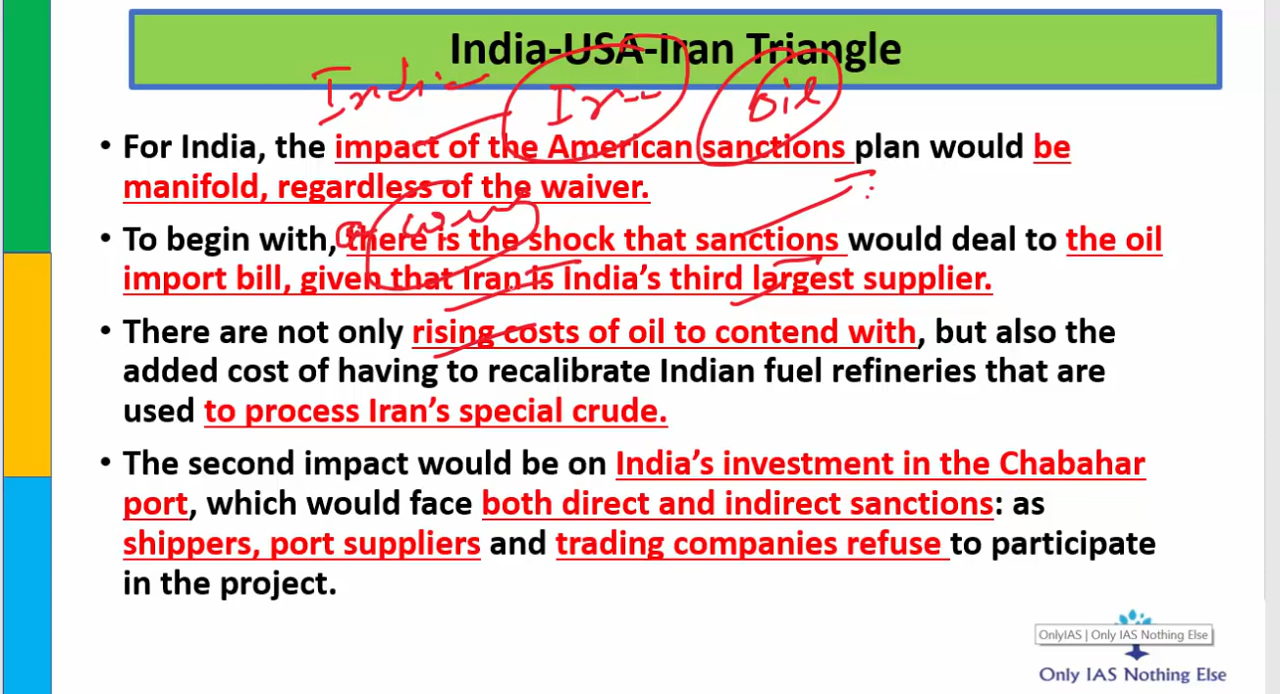 India-USA-Iran Triangle
India
Oil
• For India, the impact of the American sanctions plan would be
manifold, regardless of the waiver.
• To begin with, there is the shock that sanctions would deal to the oil
import bill, given that Iran is India's third largest supplier.
• There are not only rising costs of oil to contend with, but also the
added cost of having to recalibrate Indian fuel refineries that are
used to process Iran's special crude.
• The second impact would be on India's investment in the Chabahar
port, which would face both direct and indirect sanctions: as
shippers, port suppliers and trading companies refuse to participate
in the project.
OnlyIAS | Only IAS Nothing Else
Only IAS Nothing Else